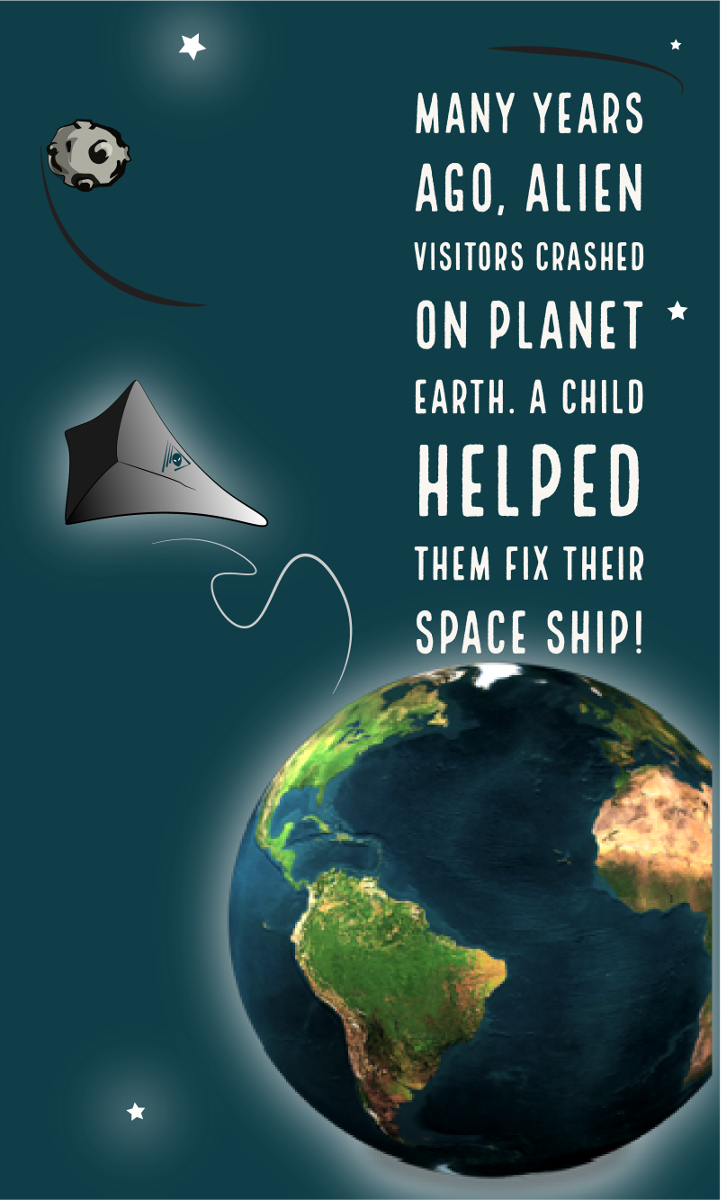 MANY YEARS
AGO, ALIEN
VISITORS CRASHED
ON PLANET
EARTH. A CHILD
HELPED
THEM FIX THEIR
SPACE SHIP!